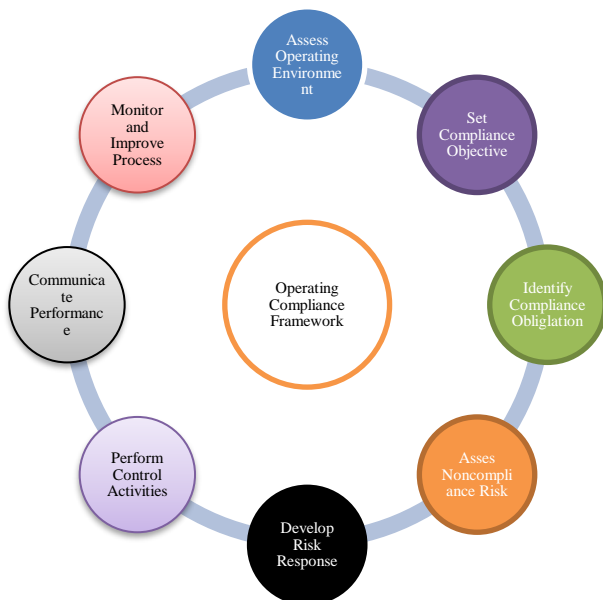 Assess
Operating
Environme
nt
Set
Compliance
Objective
Identify
Compliance
Obliglation
Asses
Noncompli
ance Risk
Develop
Risk
Response
Perform
Control
Activities
Communica
te
Performanc
e
Monitor
and
Improve
Process
Operating
Compliance
Framework